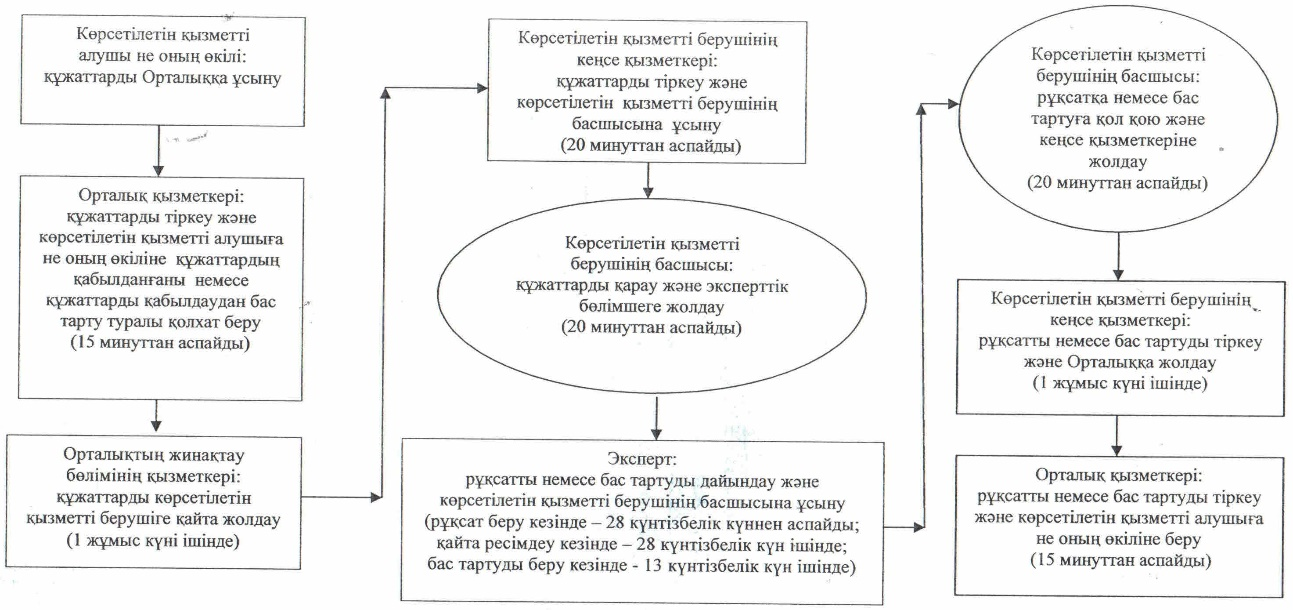 Көрсетілетін қызметті
алушы не оның өкілі:
құжаттарды Орталыққа ұсыну
Орталық қызметкері:
құжаттарды тіркеу және
көрсетілетін қызметті алушыға
не оның өкіліне құжаттардың
қабылданғаны немесе
құжаттарды қабылдаудан бас
тарту туралы қолхат беру
(15 минуттан аспайды)
Орталықтың жинақтау
бөлімінің қызметкері:
құжаттарды көрсетілетін
қызметті берушіге қайта жолдау
(1 жұмыс күні ішінде)
Көрсетілетін қызметті берушінің
кеңсе қызметкері:
құжаттарды тіркеу және
көрсетілетін қызметті берушінің
басшысына ұсыну
(20 минуттан аспайды)
Көрсетілетін қызметті
берушінің басшысы:
құжаттарды қарау және эксперттік
бөлімшеге жолдау
(20 минуттан аспайды)
Эксперт:
рұқсатты немесе бас тартуды дайындау және
көрсетілетін қызметті берушінің басшысына ұсыну
(рұқсат беру кезінде – 28 күнтізбелік күннен аспайды;
қайта ресімдеу кезінде – 28 күнтізбелік күн ішінде;
бас тартуды беру кезінде - 13 күнтізбелік күн ішінде)
Көрсетілетін қызметті
берушінің басшысы:
рұқсатқа немесе бас
тартуға қол қою және
кеңсе қызметкеріне
жолдау
(20 минуттан аспайды)
Көрсетілетін қызметті берушінің
кеңсе қызметкері:
рұқсатты немесе бас тартуды тіркеу
және Орталыққа жолдау
(1 жұмыс күні ішінде)
Орталық қызметкері:
рұқсатты немесе бас тартуды тіркеу
және көрсетілетін қызметті алушыға
не оның өкіліне беру
(15 минуттан аспайды)